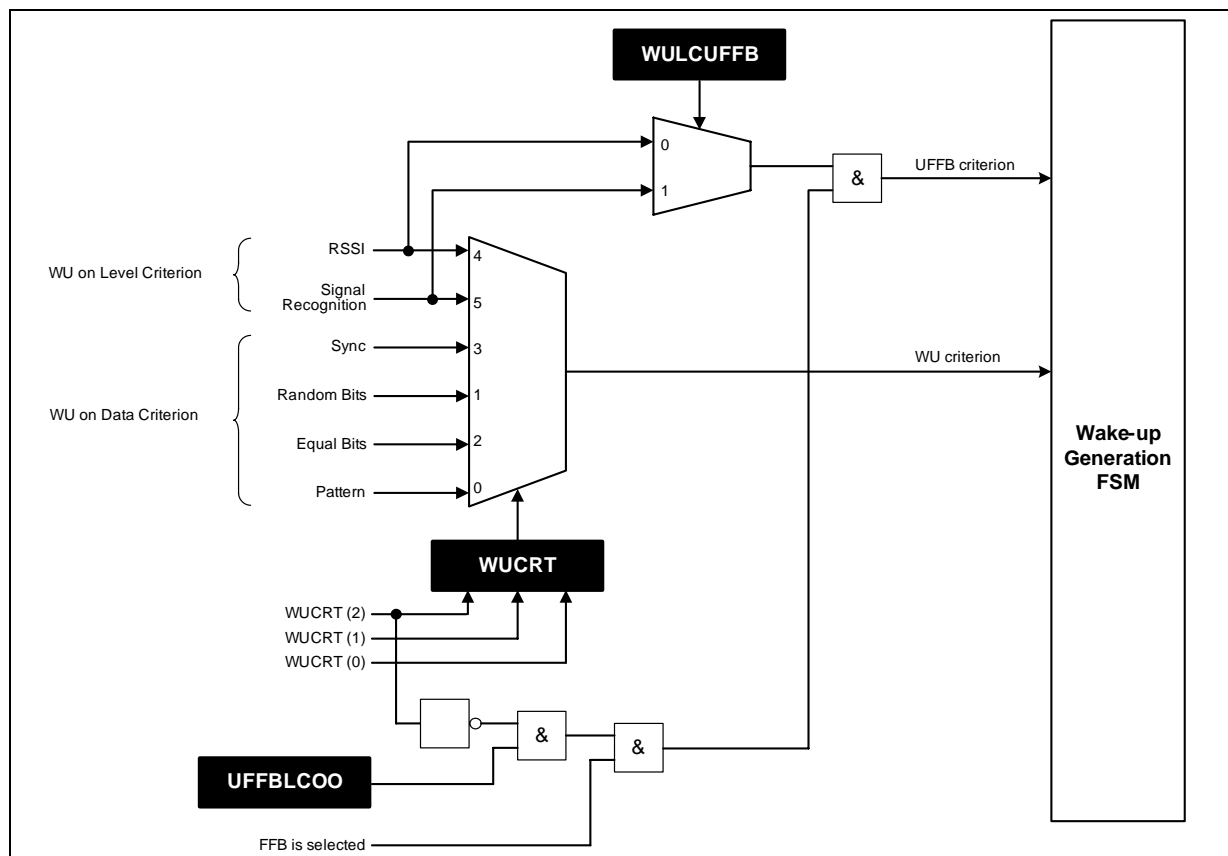 WULCUFFB
0
1
&
UFFB criterion
WU on Level Criterion
RSSI
4
Signal
Recognition
5
WU on Data Criterion
Sync
3
Random Bits
1
Equal Bits
2
Pattern
0
WU criterion
Wake-up
Generation
FSM
WUCRT
WUCRT (2)
WUCRT (1)
WUCRT (0)
&
&
UFFBLCOO
FFB is selected